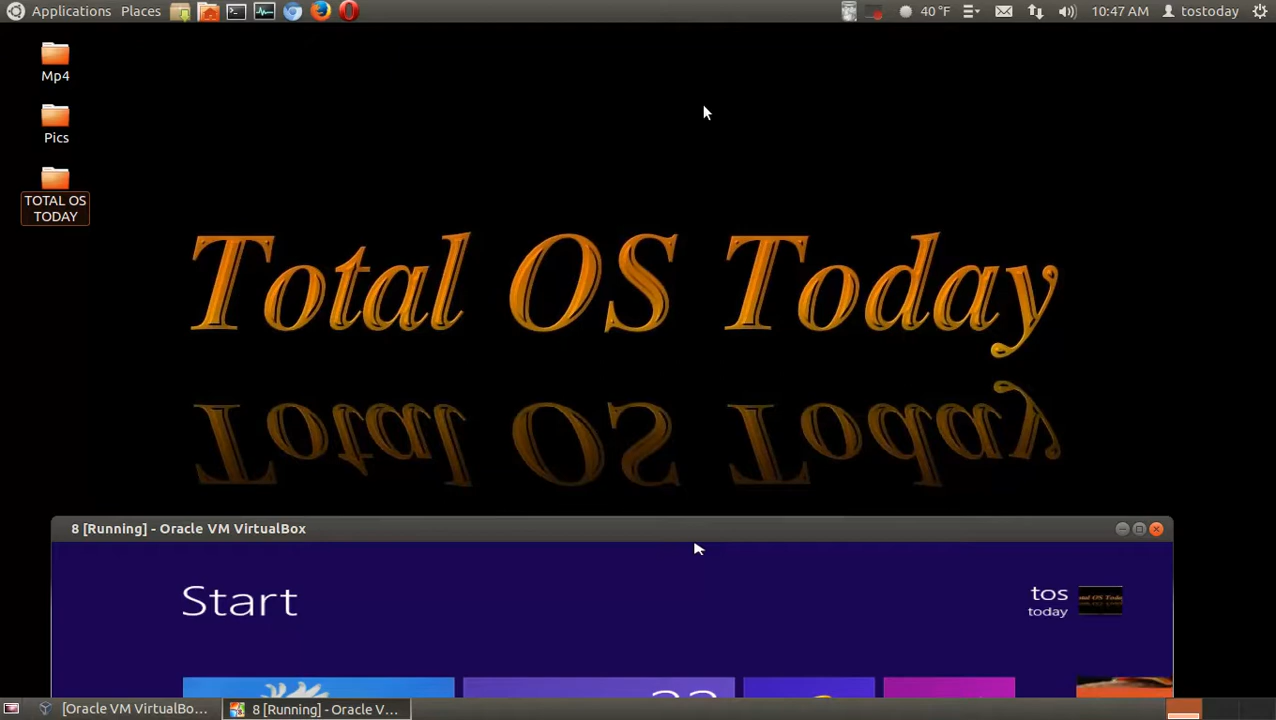 Applications Places
40 °F
10:47 AM
tostoday
Mp4
Pics
TOTAL OS
TODAY
Total OS Today
8 [Running] - Oracle VM VirtualBox
Start
tos
today
[Oracle VM VirtualBo...
8 [Running] - Oracle V...